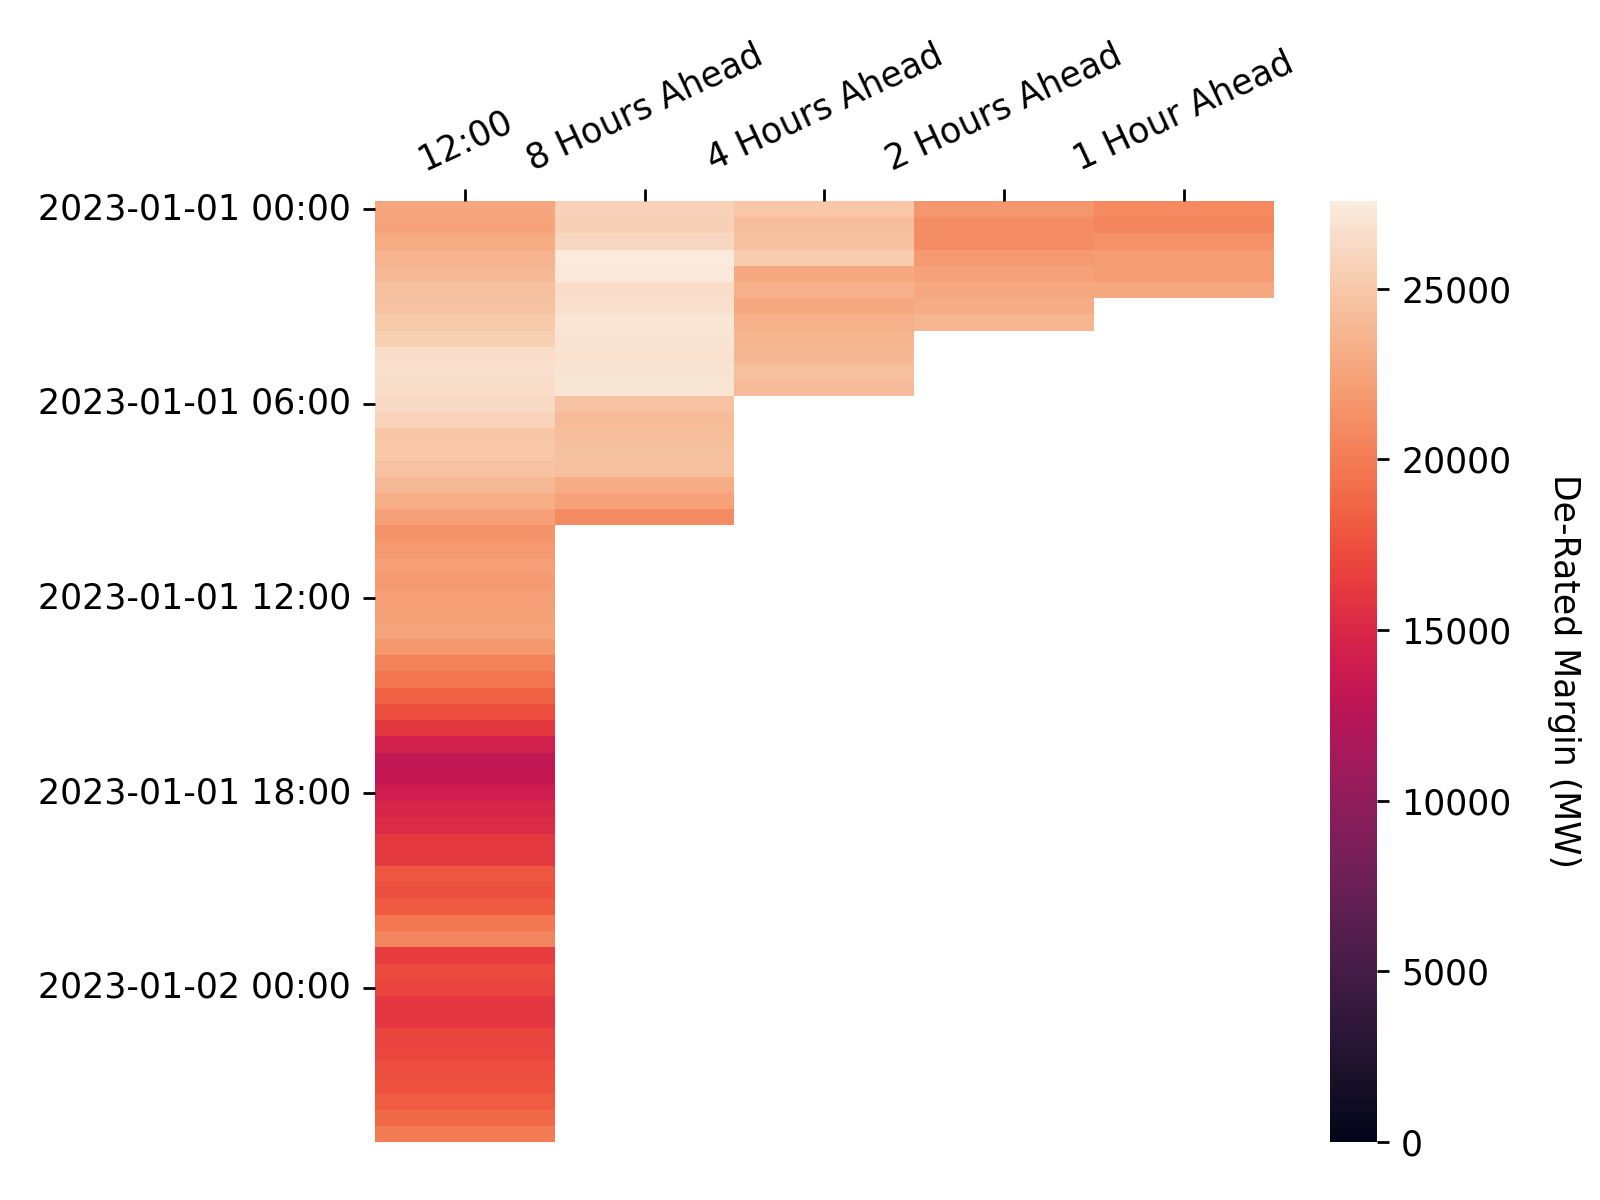 12:00
8 Hours Ahead
4 Hours Ahead
2 Hours Ahead
1 Hour Ahead
2023-01-01 00:00
2023-01-01 06:00
2023-01-01 12:00
2023-01-01 18:00
2023-01-02 00:00
25000
20000
15000
10000
5000
0
De-Rated Margin (MW)